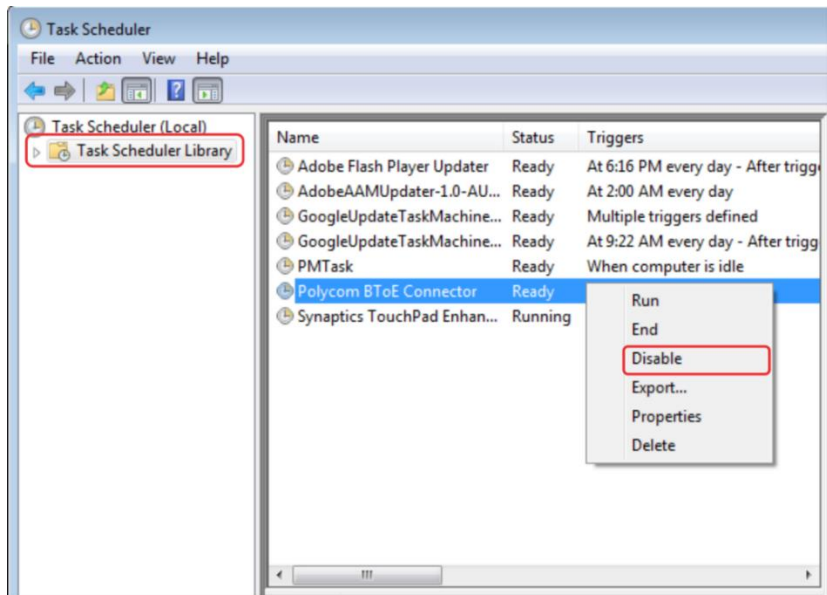 Task Scheduler
File Action View Help
Task Scheduler (Local)
Task Scheduler Library
Name Status Triggers
Adobe Flash Player Updater Ready At 6:16 PM every day - After trigge
AdobeAAMUpdater-1.0-AU... Ready At 2:00 AM every day
GoogleUpdateTaskMachine... Ready Multiple triggers defined
GoogleUpdateTaskMachine... Ready At 9:22 AM every day - After trigg
PMTask Ready When computer is idle
Polycom BToE Connector Ready
Synaptics TouchPad Enhan... Running
Run
End
Disable
Export...
Properties
Delete